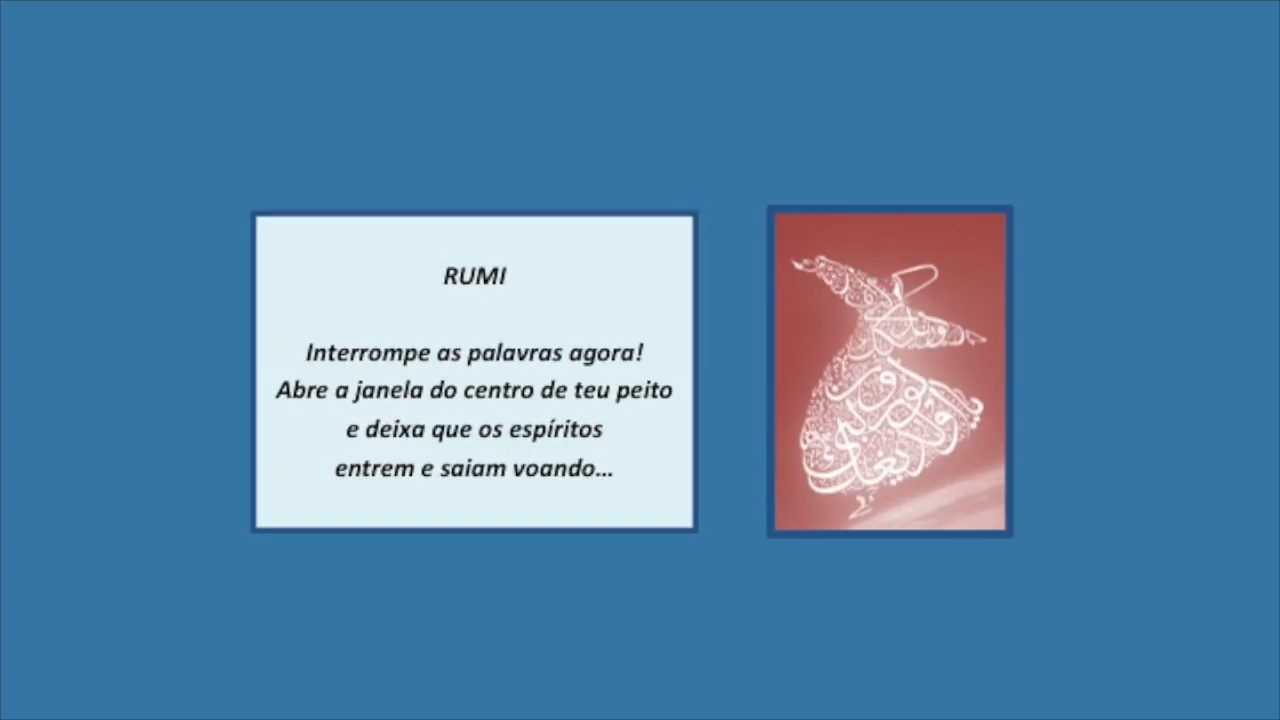 RUMI
Interrompe as palavras agora!
Abre a janela do centro de teu peito
e deixa que os espíritos
entrem e saiam voando...